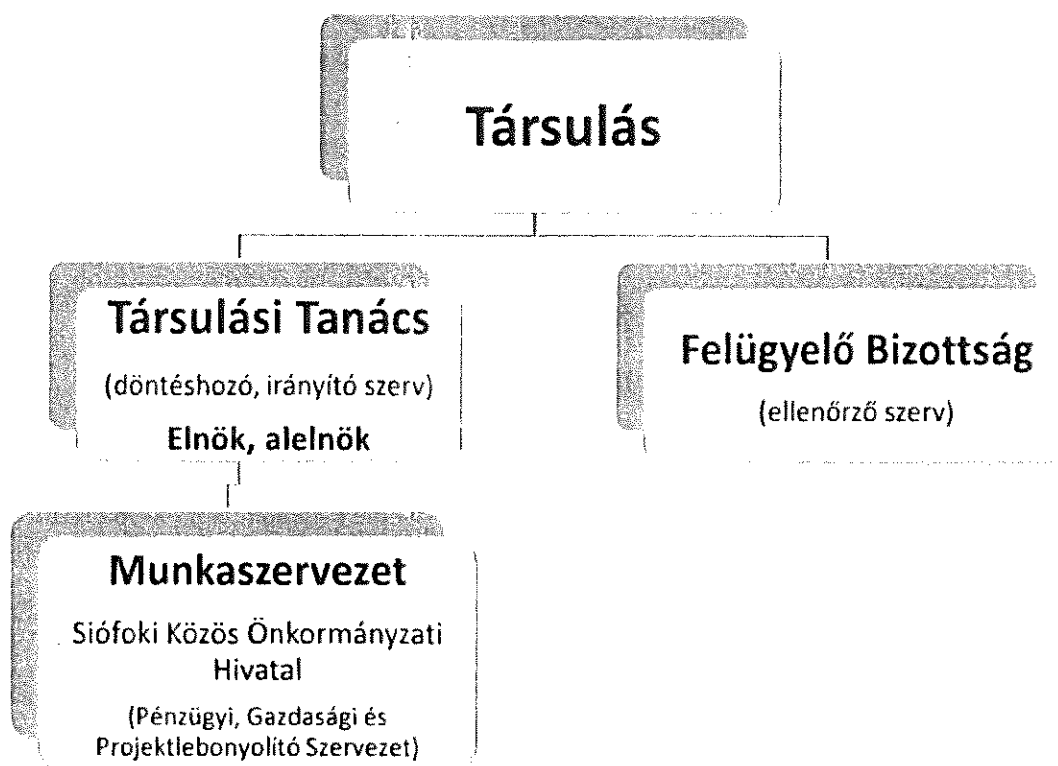 Társulás
Társulási Tanács
(döntéshozó, irányító szerv)
Elnök, alelnök
Felügyelő Bizottság
(ellenőrző szerv)
Munkaszervezet
Siófoki Közös Önkormányzati
Hivatal
(Pénzügyi, Gazdasági és
Projektlebonyolító Szervezet)